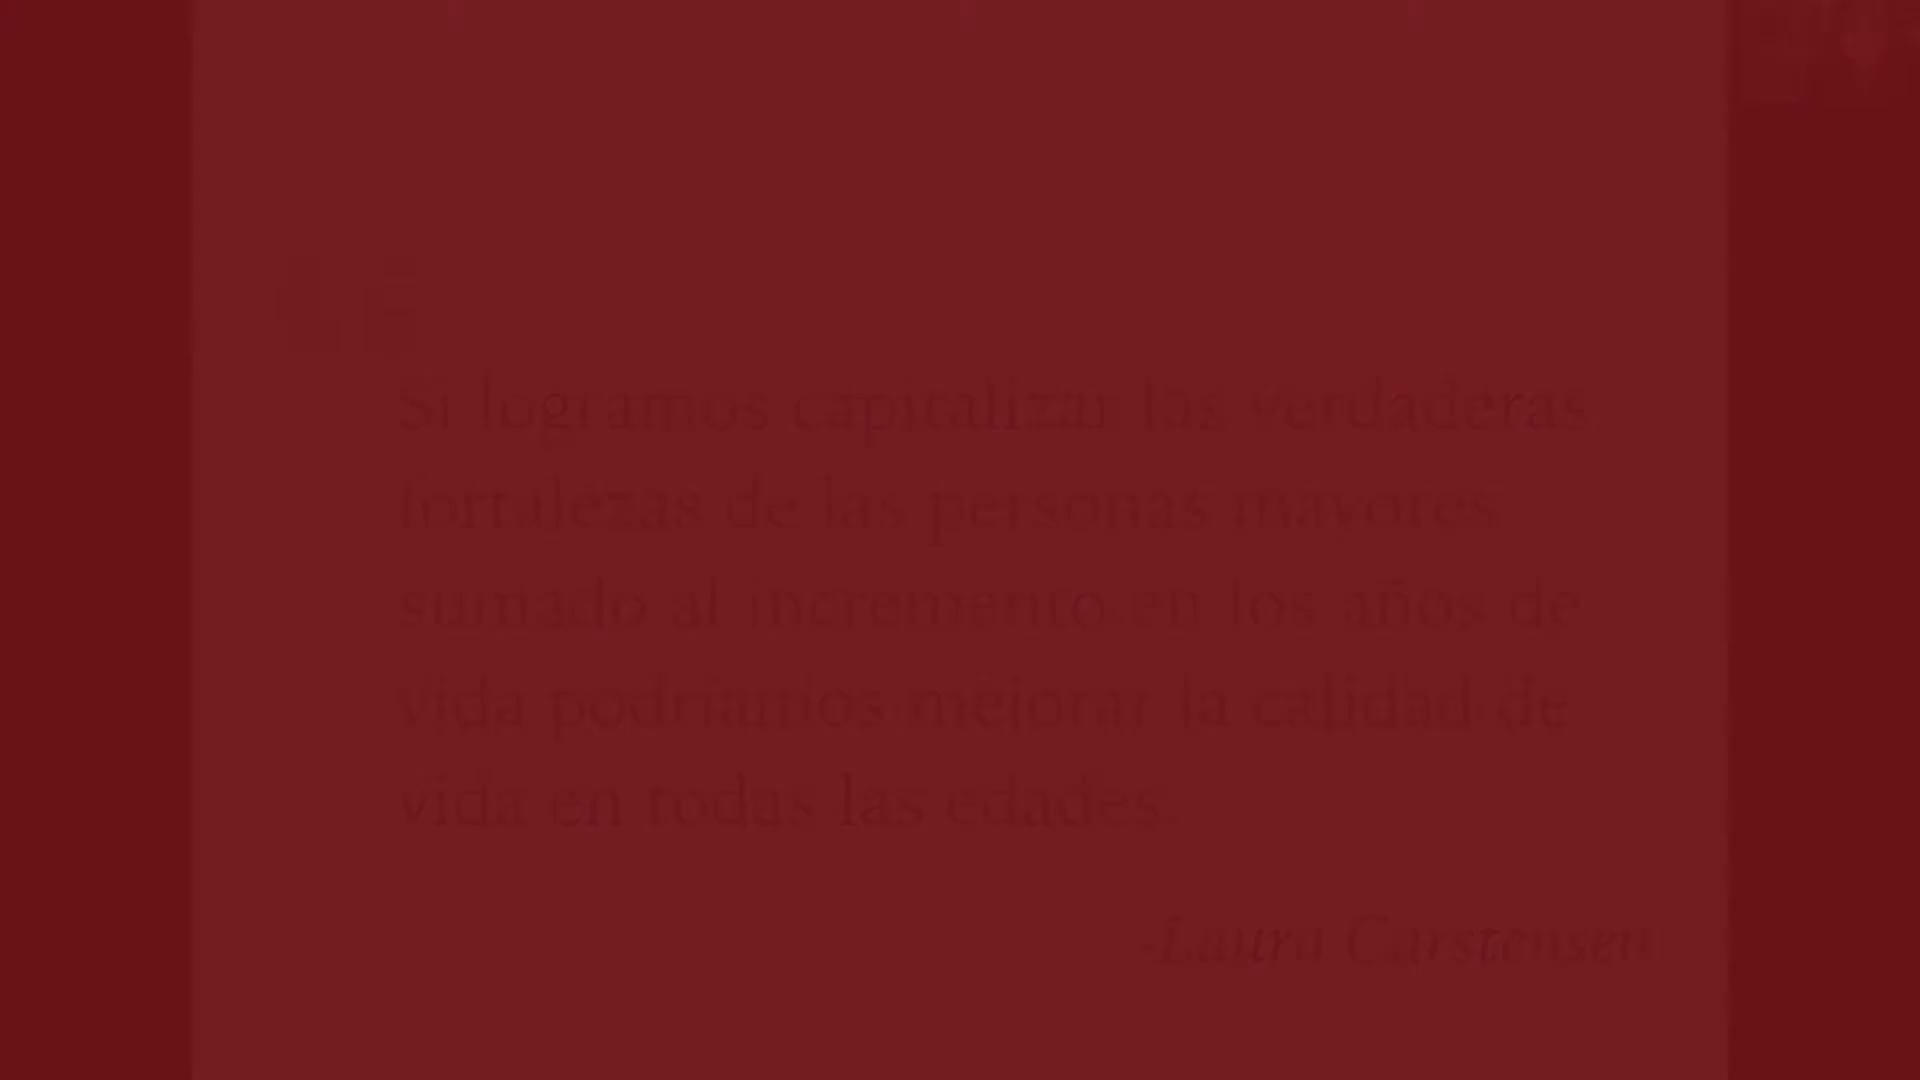 Si logramos capitalizar las verdaderas
fortalezas de las personas mayores
sumado al incremento en los años de
vida podríamos mejorar la calidad de
vida en todas las edades.
-Laura Carstensen